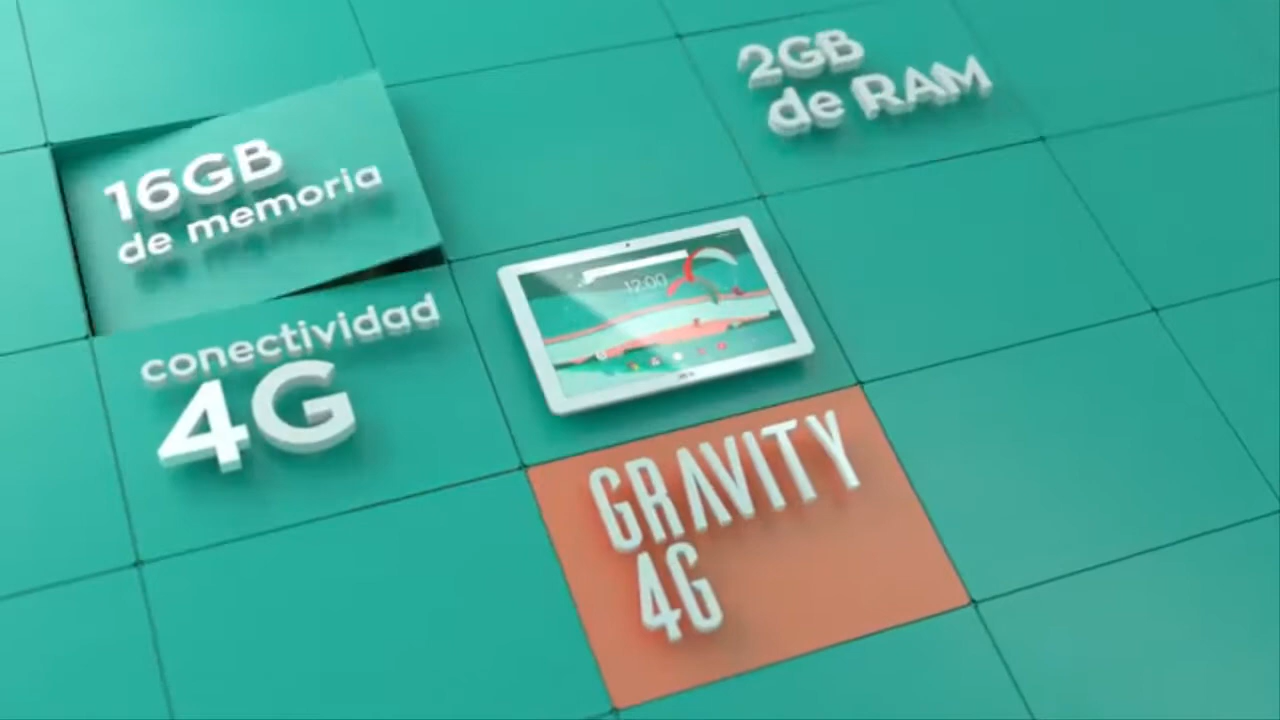 2GB
de RAM
16GB
de memoria
conectividad
4G
12:00
GRAVITY
4G